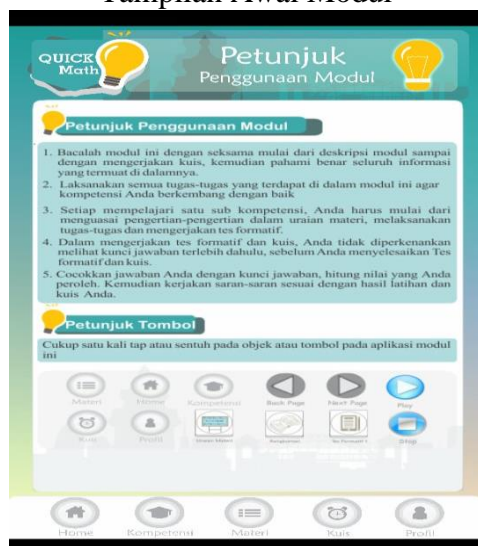 Tampilan Awal Modul
QUICK
Math
Petunjuk
Penggunaan Modul
Petunjuk Penggunaan Modul
1. Bacalah modul ini dengan seksama mulai dari deskripsi modul sampai
dengan mengerjakan kuis, kemudian pahami benar seluruh informasi
yang termuat di dalamnya.
2. Laksanakan semua tugas-tugas yang terdapat di dalam modul ini agar
kompetensi Anda berkembang dengan baik
3. Setiap mempelajari satu sub kompetensi, Anda harus mulai dari
menguasai pengertian-pengertian dalam uraian materi, melaksanakan
tugas-tugas dan mengerjakan tes formatif.
4. Dalam mengerjakan tes formatif dan kuis, Anda tidak diperkenankan
melihat kunci jawaban terlebih dahulu, sebelum Anda menyelesaikan Tes
formatif dan kuis.
5. Cocokkan jawaban Anda dengan kunci jawaban, hitung nilai yang Anda
peroleh. Kemudian kerjakan saran-saran sesuai dengan hasil latihan dan
kuis Anda.
Petunjuk Tombol
Cukup satu kali tap atau sentuh pada objek atau tombol pada aplikasi modul
ini
Materi Home Kompetensi Back Page Next Page Play
Kuis Profil Stop
Home Kompetensi Materi Kuis Profil